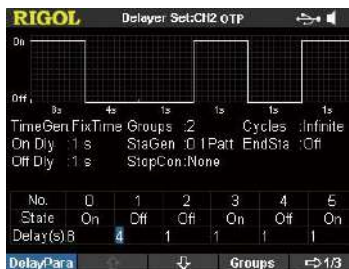 RIGOL Delayer Set:CH2 OTP
On
Off
8s 4s 1s 1s 1s 1s
TimeGen:FixTime Groups :2 Cycles :Infinite
On Dly :1 s StaGen :0 1Patt EndSta :Off
Off Dly :1 s StopCon:None
No. 0 1 2 3 4 5
State On Off Off On Off On
Delay(s) 8 4 1 1 1 1
DelayPara Groups 1/3